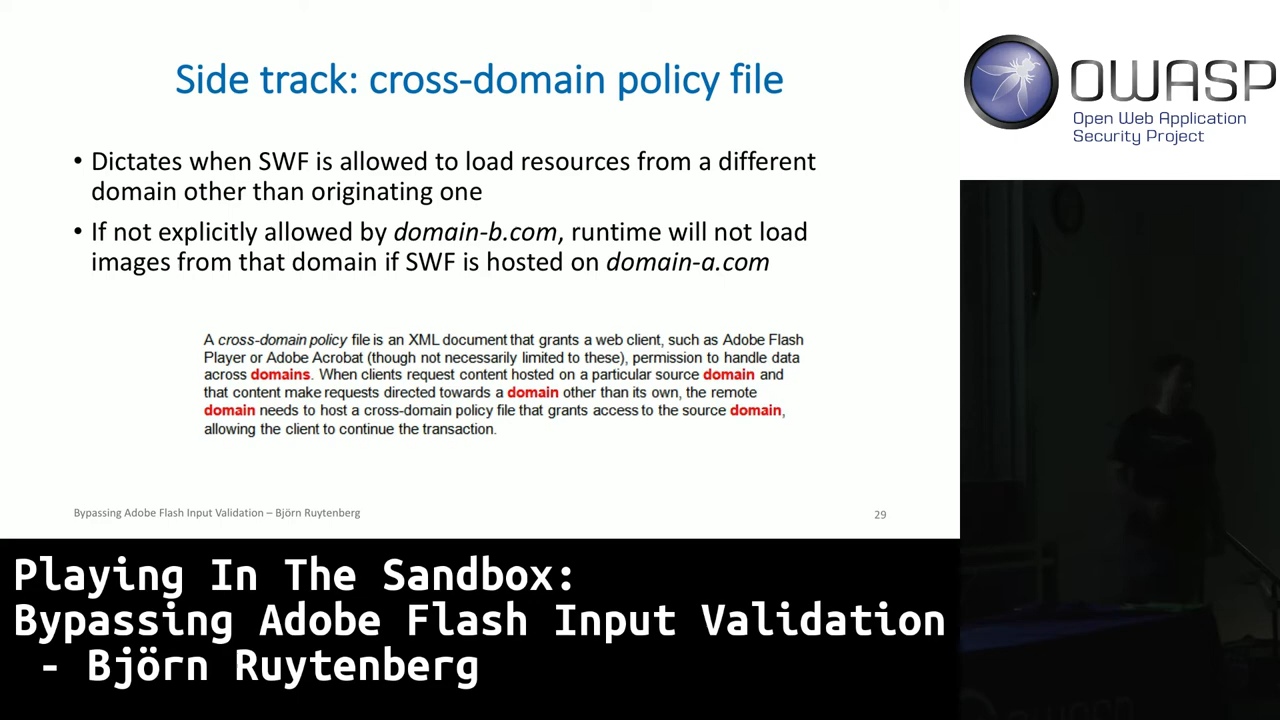 Side track: cross-domain policy file
• Dictates when SWF is allowed to load resources from a different
domain other than originating one
• If not explicitly allowed by domain-b.com, runtime will not load
images from that domain if SWF is hosted on domain-a.com
A cross-domain policy file is an XML document that grants a web client, such as Adobe Flash
Player or Adobe Acrobat (though not necessarily limited to these), permission to handle data
across domains. When clients request content hosted on a particular source domain and
that content make requests directed towards a domain other than its own, the remote
domain needs to host a cross-domain policy file that grants access to the source domain,
allowing the client to continue the transaction.
Bypassing Adobe Flash Input Validation – Björn Ruytenberg
29
OWASP
Open Web Application
Security Project
Playing In The Sandbox:
Bypassing Adobe Flash Input Validation
- Björn Ruytenberg